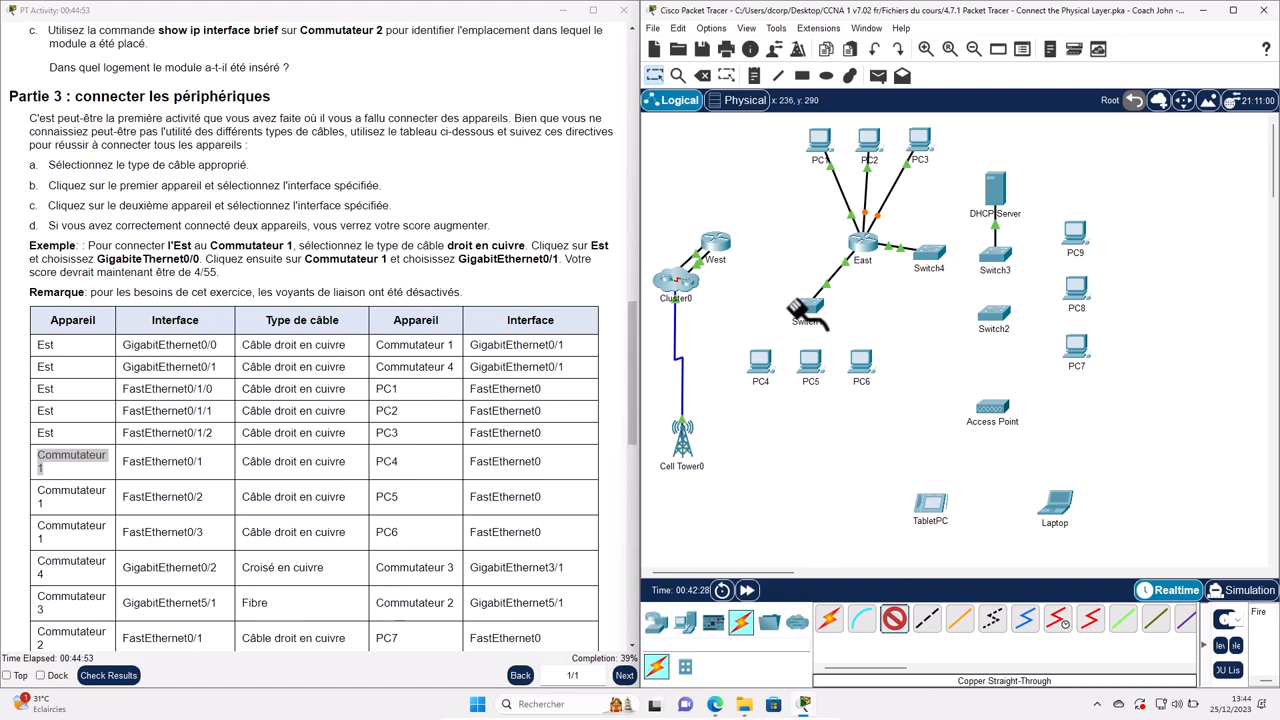 PT Activity: 00:44:53
c. Utilisez la commande show ip interface brief sur Commutateur 2 pour identifier l'emplacement dans lequel le
module a été placé.
Dans quel logement le module a-t-il été inséré ?
Partie 3 : connecter les périphériques
C'est peut-être la première activité que vous avez faite où il vous a fallu connecter des appareils. Bien que vous ne
connaissiez peut-être pas l'utilité des différents types de câbles, utilisez le tableau ci-dessous et suivez ces directives
pour réussir à connecter tous les appareils :
a. Sélectionnez le type de câble approprié.
b. Cliquez sur le premier appareil et sélectionnez l'interface spécifiée.
c. Cliquez sur le deuxième appareil et sélectionnez l'interface spécifiée.
d. Si vous avez correctement connecté deux appareils, vous verrez votre score augmenter.
Exemple: : Pour connecter l'Est au Commutateur 1, sélectionnez le type de câble droit en cuivre. Cliquez sur Est
et choisissez GigabiteThernet0/0. Cliquez ensuite sur Commutateur 1 et choisissez GigabitEthernet0/1. Votre
score devrait maintenant être de 4/55.
Remarque: pour les besoins de cet exercice, les voyants de liaison ont été désactivés.
Appareil Interface Type de câble Appareil Interface
Est GigabitEthernet0/0 Câble droit en cuivre Commutateur 1 GigabitEthernet0/1
Est GigabitEthernet0/1 Câble droit en cuivre Commutateur 4 GigabitEthernet0/1
Est FastEthernet0/1/0 Câble droit en cuivre PC1 FastEthernet0
Est FastEthernet0/1/1 Câble droit en cuivre PC2 FastEthernet0
Est FastEthernet0/1/2 Câble droit en cuivre PC3 FastEthernet0
Commutateur
1 FastEthernet0/1 Câble droit en cuivre PC4 FastEthernet0
Commutateur
1 FastEthernet0/2 Câble droit en cuivre PC5 FastEthernet0
Commutateur
1 FastEthernet0/3 Câble droit en cuivre PC6 FastEthernet0
Commutateur
4 GigabitEthernet0/2 Croisé en cuivre Commutateur 3 GigabitEthernet3/1
Commutateur
3 GigabitEthernet5/1 Fibre Commutateur 2 GigabitEthernet5/1
Commutateur
2 FastEthernet0/1 Câble droit en cuivre PC7 FastEthernet0
Time Elapsed: 00:44:53 Completion: 39%
Top Dock Check Results Back 1/1 Next
Cisco Packet Tracer - C:/Users/dcorp/Desktop/CCNA 1 v7.02 fr/Fichiers du cours/4.7.1 Packet Tracer - Connect the Physical Layer.pka - Coach John -
File Edit Options View Tools Extensions Window Help
Logical Physical x: 236, y: 290 Root 21:11:00
PC1 PC2 PC3
DHCP Server
West East Switch4 Switch3 PC9
Cluster0
PC8
Switch2
PC4 PC5 PC6 PC7
Access Point
Cell Tower0
TabletPC Laptop
Time: 00:42:28 Realtime Simulation
Fire
Copper Straight-Through
31°C
Éclaircies
Rechercher
13:44
25/12/2023